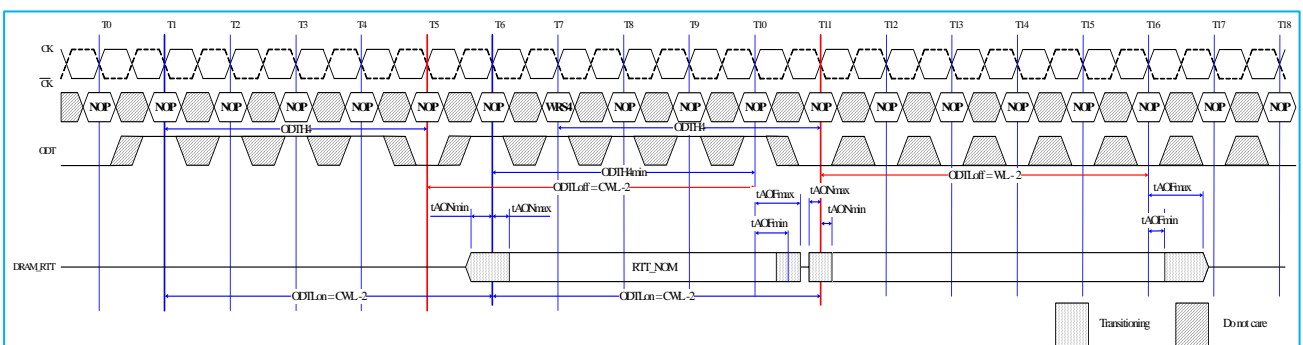 T0 T1 T2 T3 T4 T5 T6 T7 T8 T9 T10 T11 T12 T13 T14 T15 T16 T17 T18
CK
CK
NOP NOP NOP NOP NOP NOP NOP WRS4 NOP NOP NOP NOP NOP NOP NOP NOP NOP NOP NOP
ODTH4 ODTH4
ODT
ODTH4min ODTLoff = WL - 2
ODTLoff = CWL - 2
tAOFmax tAONmax tAOFmax
tAONmin tAONmax tAONmin
tAOFmin tAOFmin
DRAM_RTT RTT_NOM
ODTLon = CWL - 2 ODTLon = CWL - 2
Transitioning Do not care